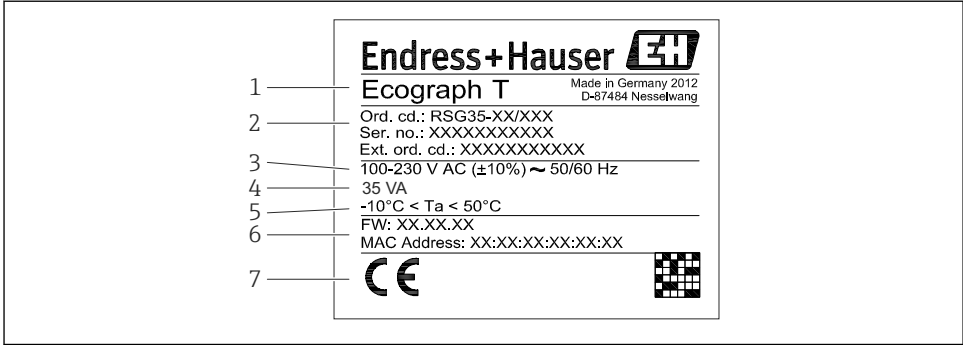 Endress+Hauser EH
1 Ecograph T
Made in Germany 2012
D-87484 Nesselwang
2 Ord. cd.: RSG35-XX/XXX
Ser. no.: XXXXXXXXXXX
Ext. ord. cd.: XXXXXXXXXXX
3 100-230 V AC (±10%) ~ 50/60 Hz
4 35 VA
5 -10°C < Ta < 50°C
6 FW: XX.XX.XX
MAC Address: XX:XX:XX:XX:XX:XX
7 CE